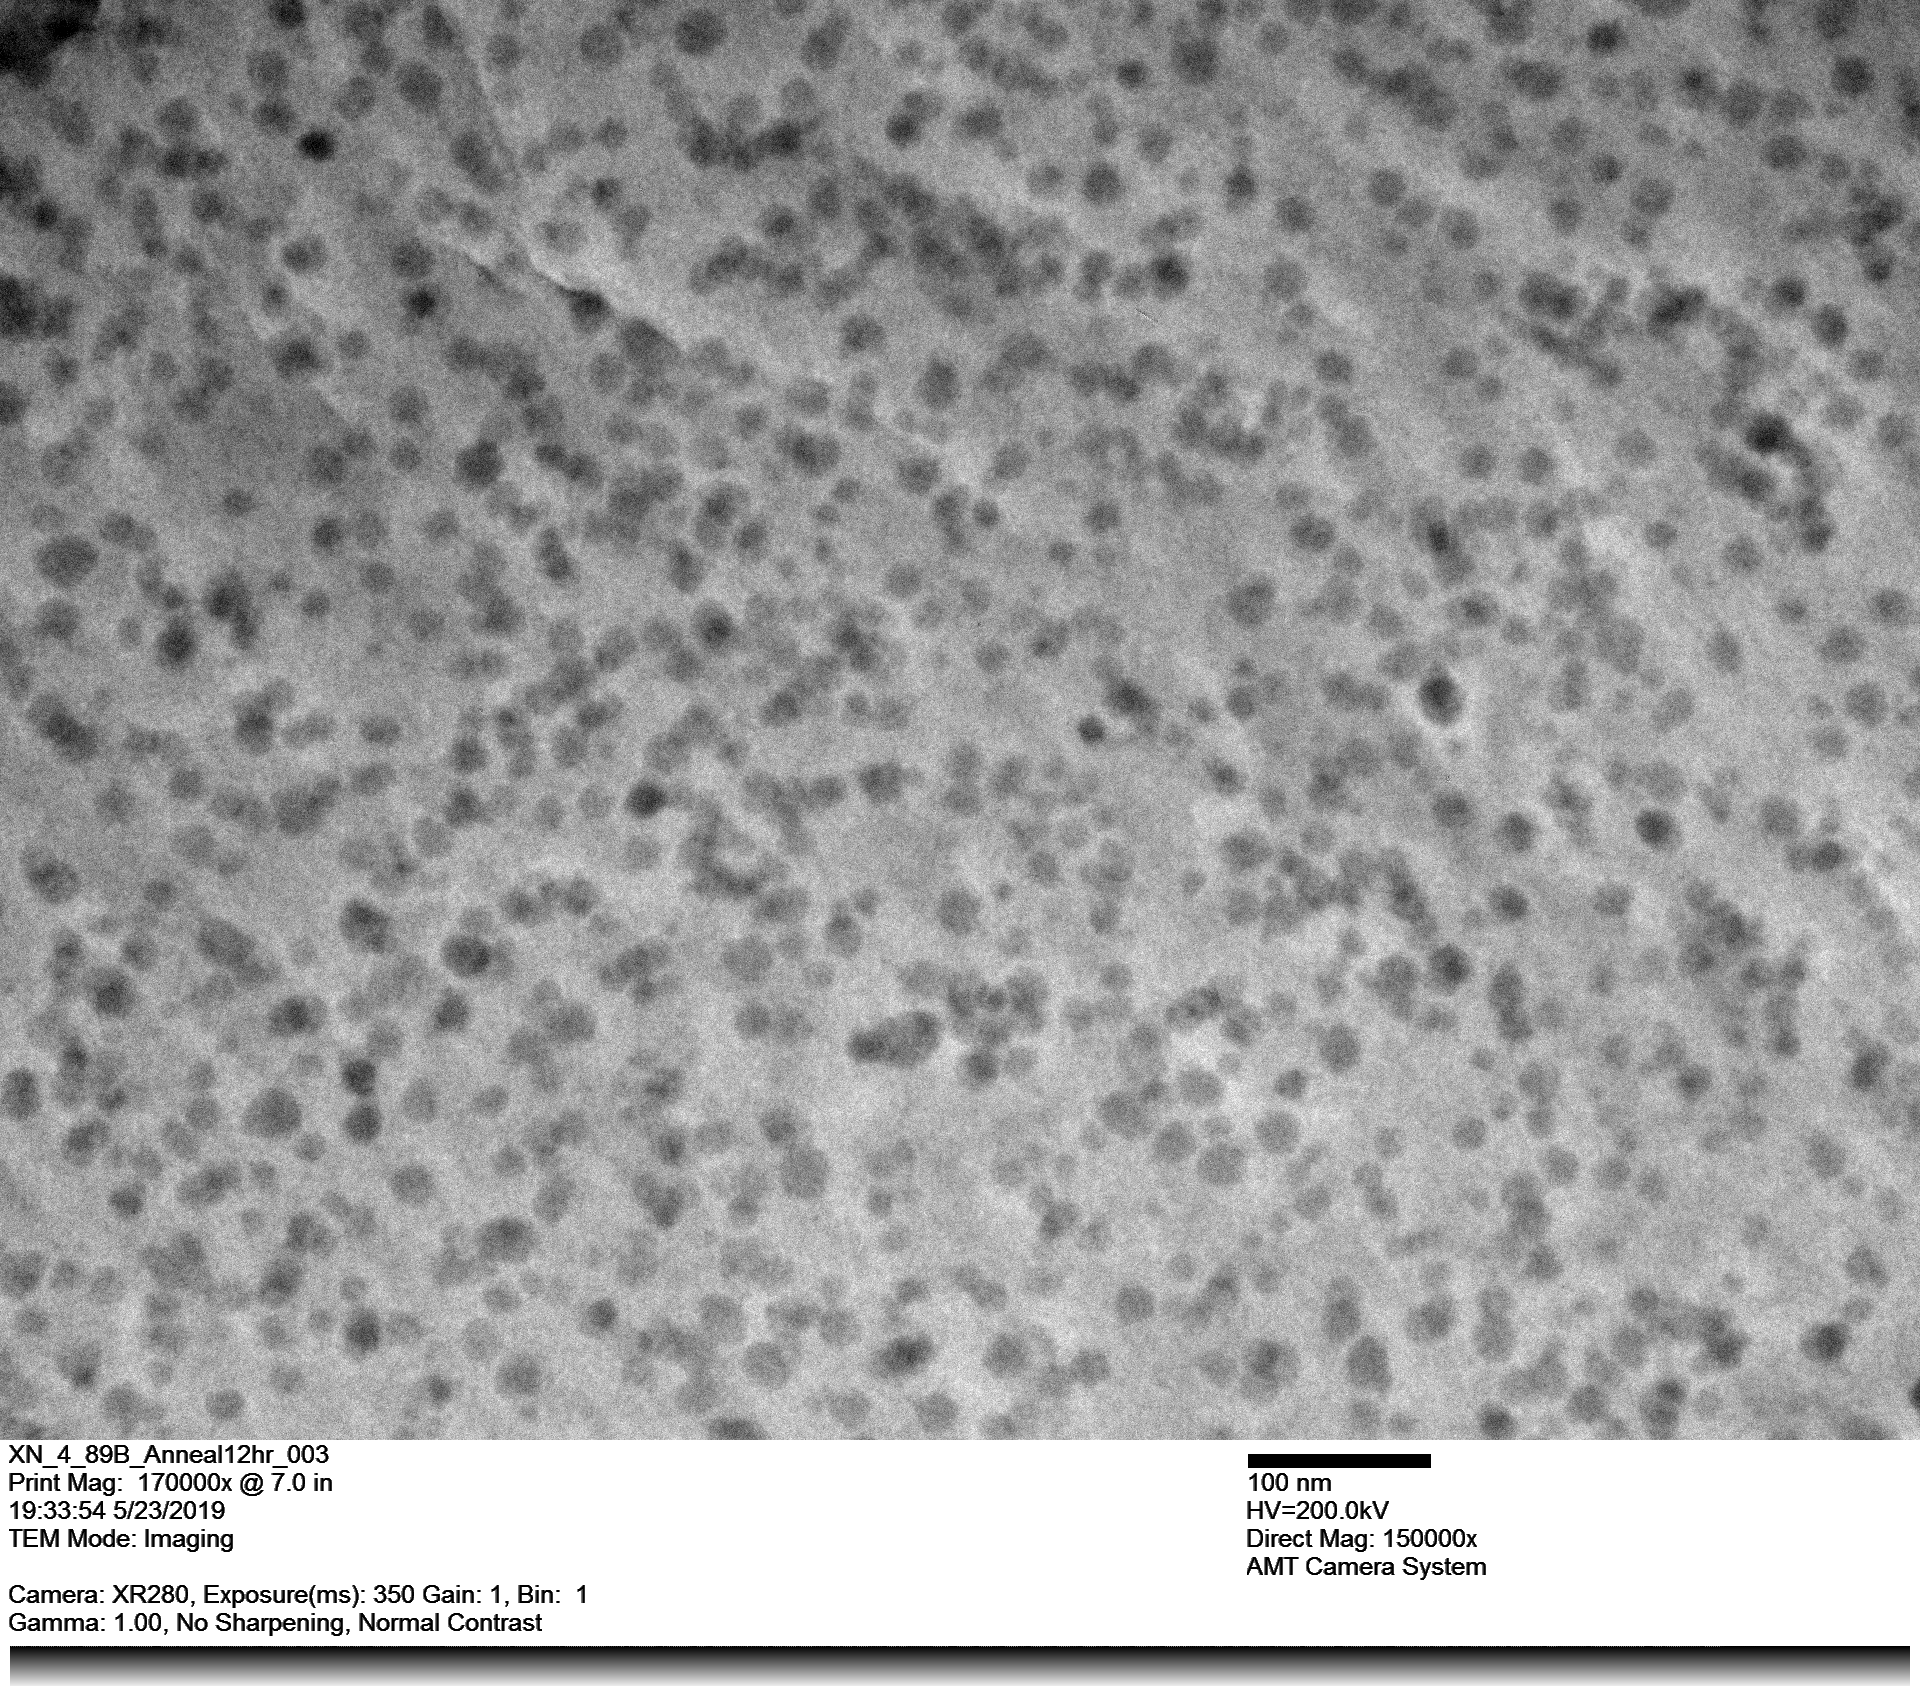 XN_4_89B_Anneal12hr_003
Print Mag:  170000x @ 7.0 in
19:33:54 5/23/2019
TEM Mode: Imaging
Camera: XR280, Exposure(ms): 350 Gain: 1, Bin:  1
Gamma: 1.00, No Sharpening, Normal Contrast
100 nm
HV=200.0kV
Direct Mag: 150000x
AMT Camera System